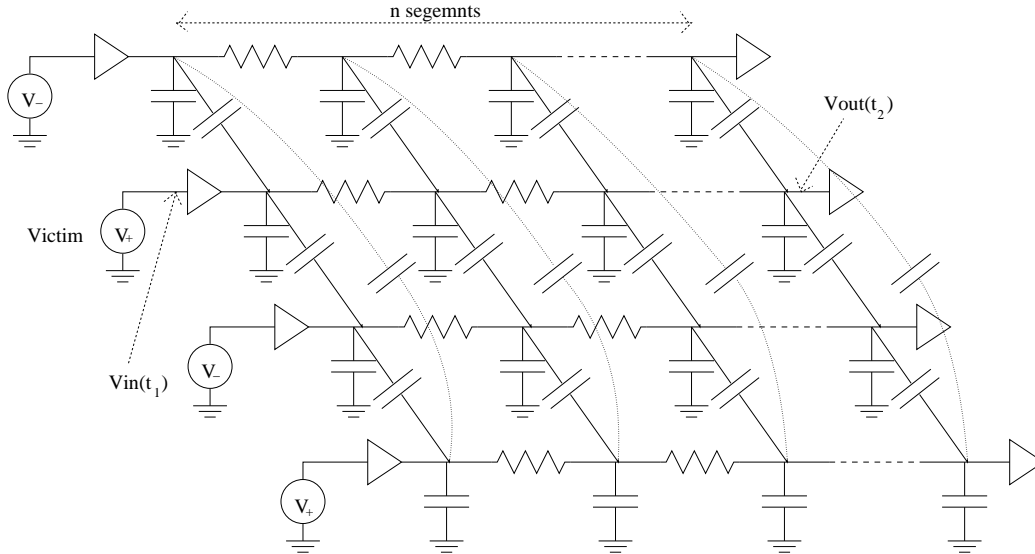 n segemnts
V−
Vout(t2)
Victim
V+
V−
Vin(t1)
V+